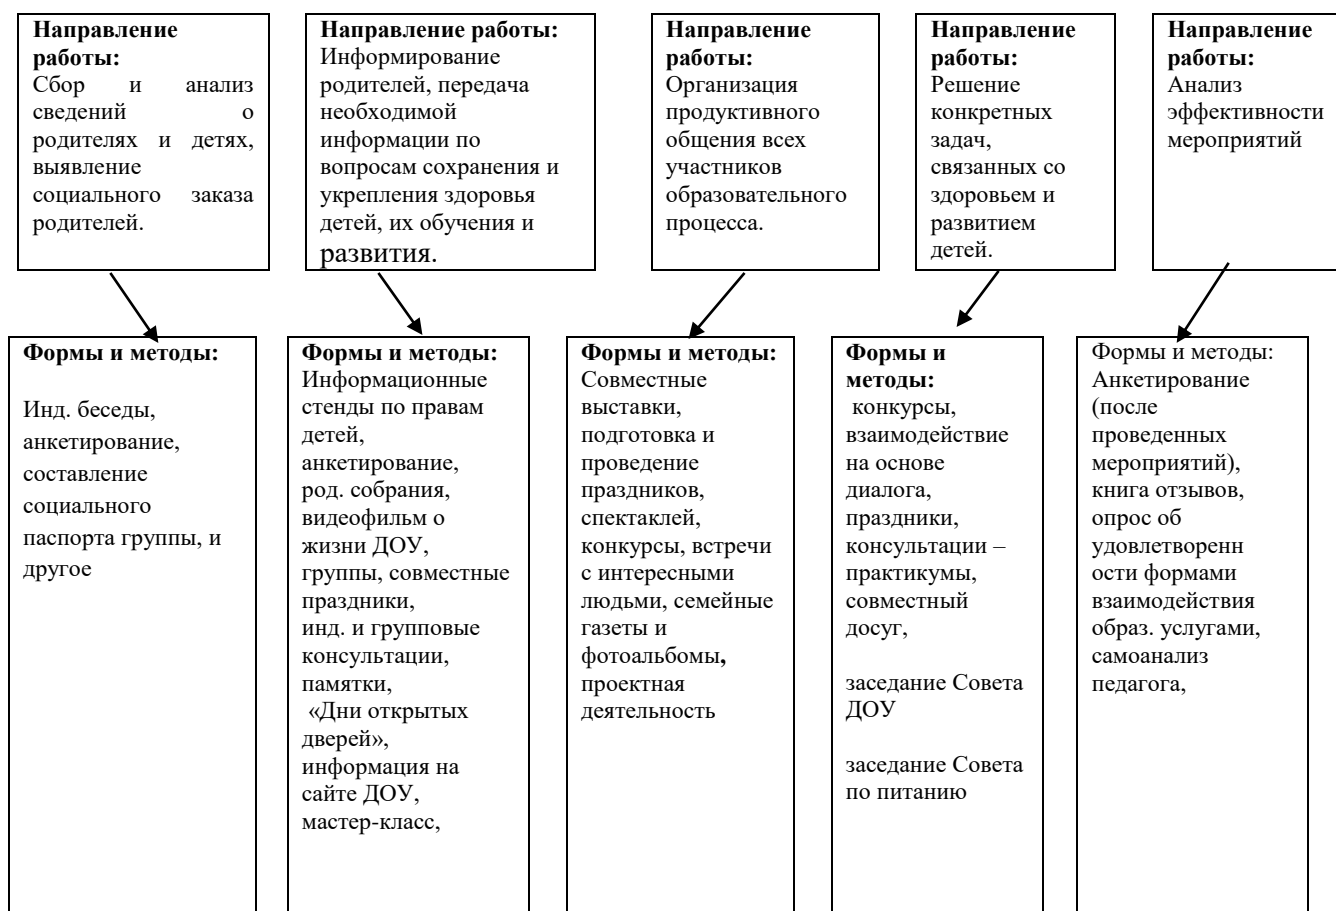 Направление
работы:
Сбор и анализ
сведений о
родителях и детях,
выявление
социального заказа
родителей.
Направление работы:
Информирование
родителей, передача
необходимой
информации по
вопросам сохранения и
укрепления здоровья
детей, их обучения и
развития.
Направление
работы:
Организация
продуктивного
общения всех
участников
образовательного
процесса.
Направление
работы:
Решение
конкретных
задач,
связанных со
здоровьем и
развитием
детей.
Направление
работы:
Анализ
эффективности
мероприятий
Формы и методы:
Инд. беседы,
анкетирование,
составление
социального
паспорта группы, и
другое
Формы и методы:
Информационные
стенды по правам
детей,
анкетирование,
род. собрания,
видеофильм о
жизни ДОУ,
группы, совместные
праздники,
инд. и групповые
консультации,
памятки,
«Дни открытых
дверей»,
информация на
сайте ДОУ,
мастер-класс,
Формы и методы:
Совместные
выставки,
подготовка и
проведение
праздников,
спектаклей,
конкурсы, встречи
с интересными
людьми, семейные
газеты и
фотоальбомы,
проектная
деятельность
Формы и
методы:
конкурсы,
взаимодействие
на основе
диалога,
праздники,
консультации –
практикумы,
совместный
досуг,
заседание Совета
ДОУ
заседание Совета
по питанию
Формы и методы:
Анкетирование
(после
проведенных
мероприятий),
книга отзывов,
опрос об
удовлетворенн
ости формами
взаимодействия
образ. услугами,
самоанализ
педагога,